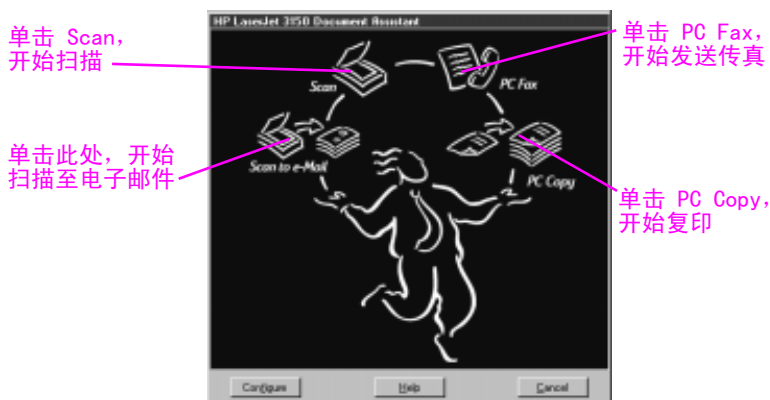 HP LaserJet 3150 Document Assistant
单击 Scan，
开始扫描
单击 PC Fax，
开始发送传真
Scan
PC Fax
单击此处，开始
扫描至电子邮件
Scan to e-Mail
PC Copy
单击 PC Copy，
开始复印
Configure
Help
Cancel